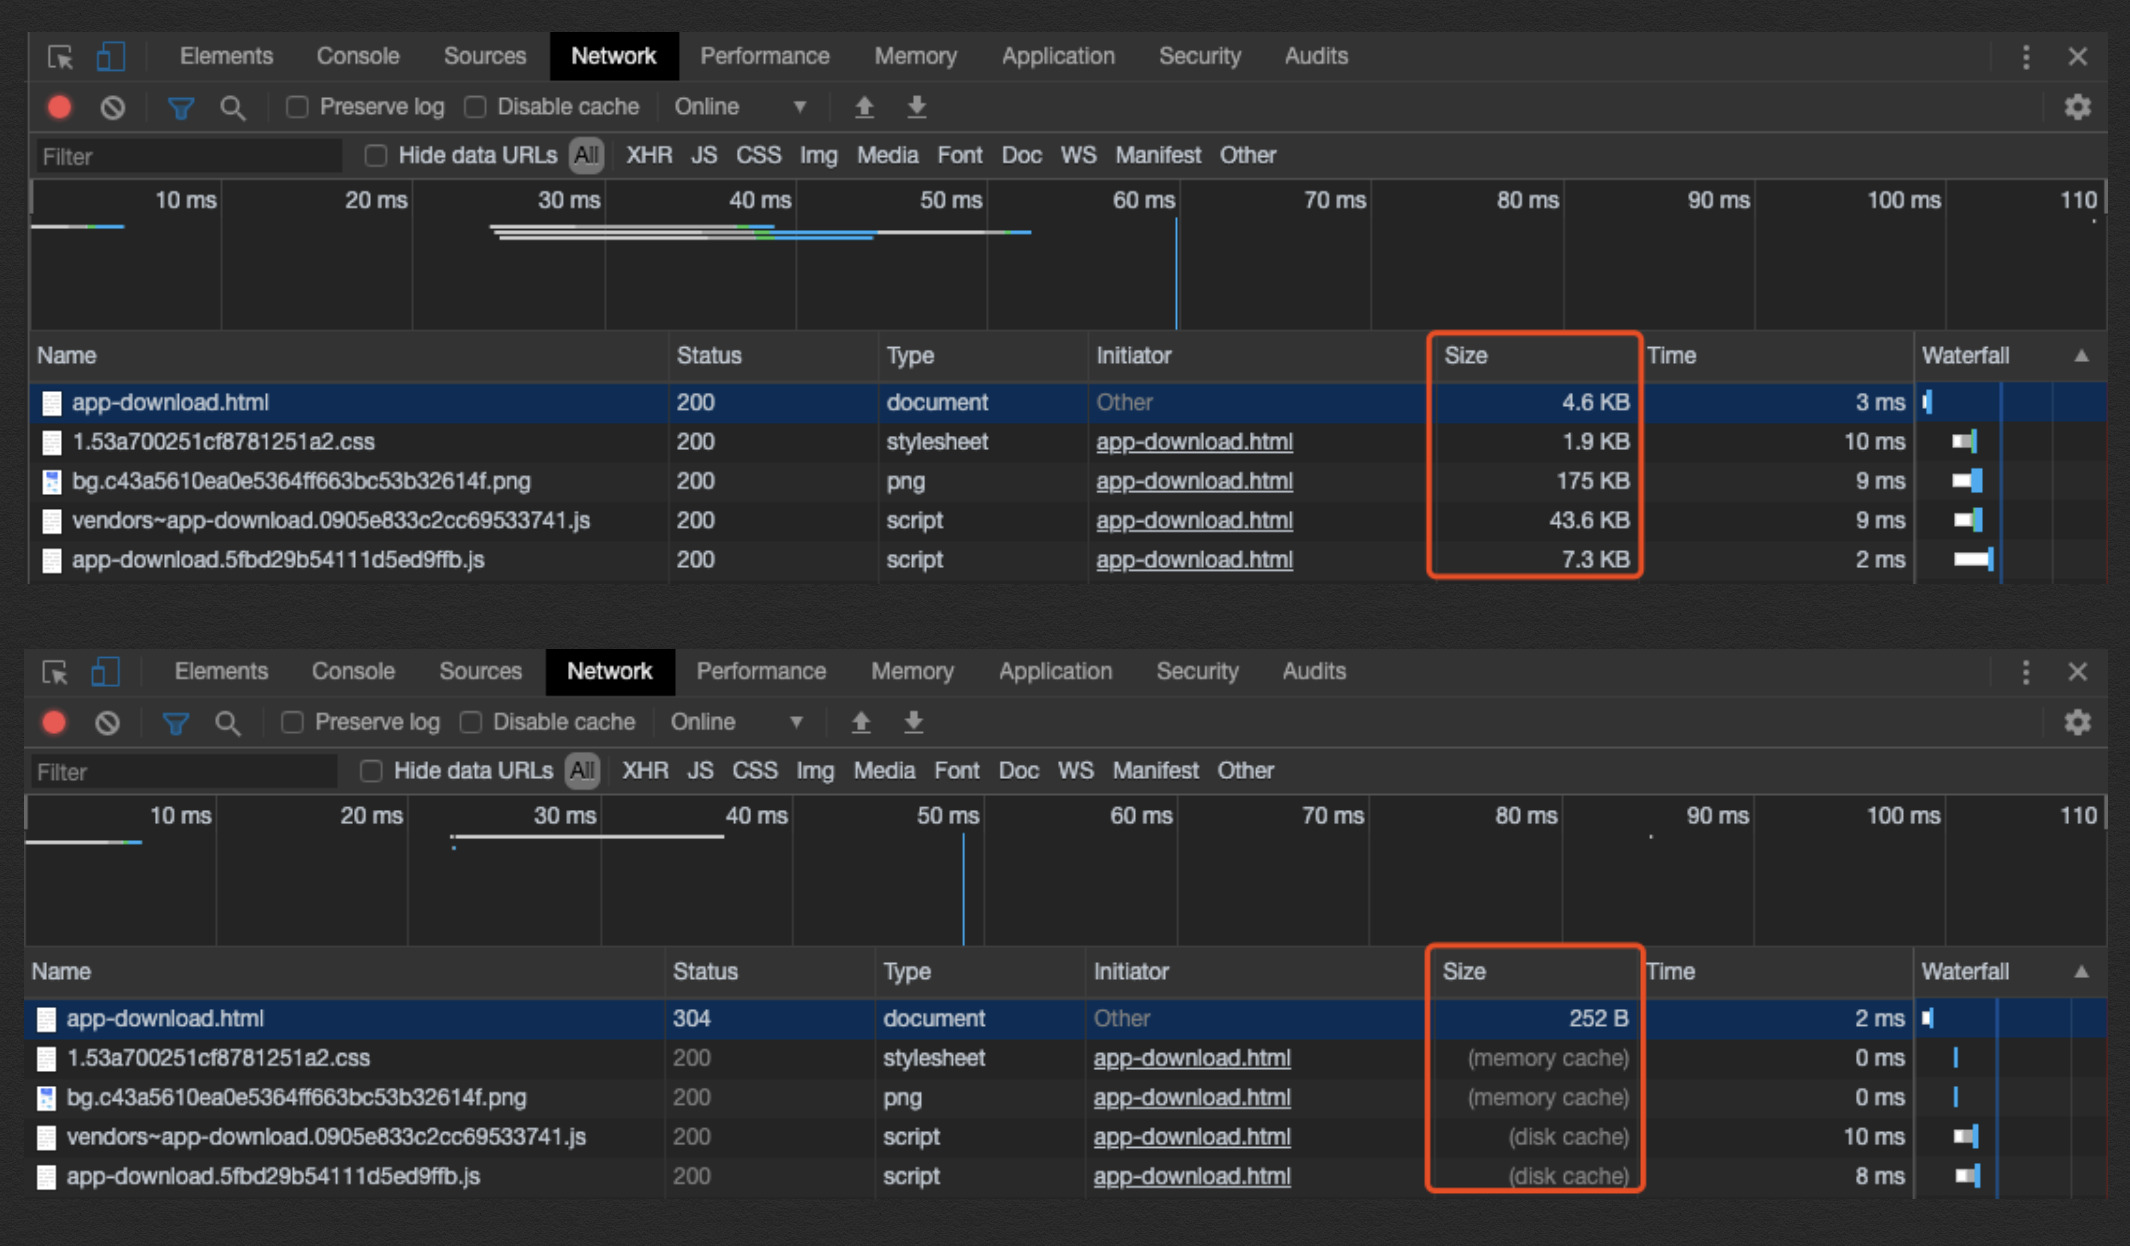 Elements Console Sources Network Performance Memory Application Security Audits
Preserve log Disable cache Online
Filter Hide data URLs All XHR JS CSS Img Media Font Doc WS Manifest Other
10 ms 20 ms 30 ms 40 ms 50 ms 60 ms 70 ms 80 ms 90 ms 100 ms 110
Name Status Type Initiator Size Time Waterfall
app-download.html 200 document Other 4.6 KB 3 ms
1.53a700251cf8781251a2.css 200 stylesheet app-download.html 1.9 KB 10 ms
bg.c43a5610ea0e5364ff663bc53b32614f.png 200 png app-download.html 175 KB 9 ms
vendors~app-download.0905e833c2cc69533741.js 200 script app-download.html 43.6 KB 9 ms
app-download.5fbd29b54111d5ed9ffb.js 200 script app-download.html 7.3 KB 2 ms
Elements Console Sources Network Performance Memory Application Security Audits
Preserve log Disable cache Online
Filter Hide data URLs All XHR JS CSS Img Media Font Doc WS Manifest Other
10 ms 20 ms 30 ms 40 ms 50 ms 60 ms 70 ms 80 ms 90 ms 100 ms 110
Name Status Type Initiator Size Time Waterfall
app-download.html 304 document Other 252 B 2 ms
1.53a700251cf8781251a2.css 200 stylesheet app-download.html (memory cache) 0 ms
bg.c43a5610ea0e5364ff663bc53b32614f.png 200 png app-download.html (memory cache) 0 ms
vendors~app-download.0905e833c2cc69533741.js 200 script app-download.html (disk cache) 10 ms
app-download.5fbd29b54111d5ed9ffb.js 200 script app-download.html (disk cache) 8 ms